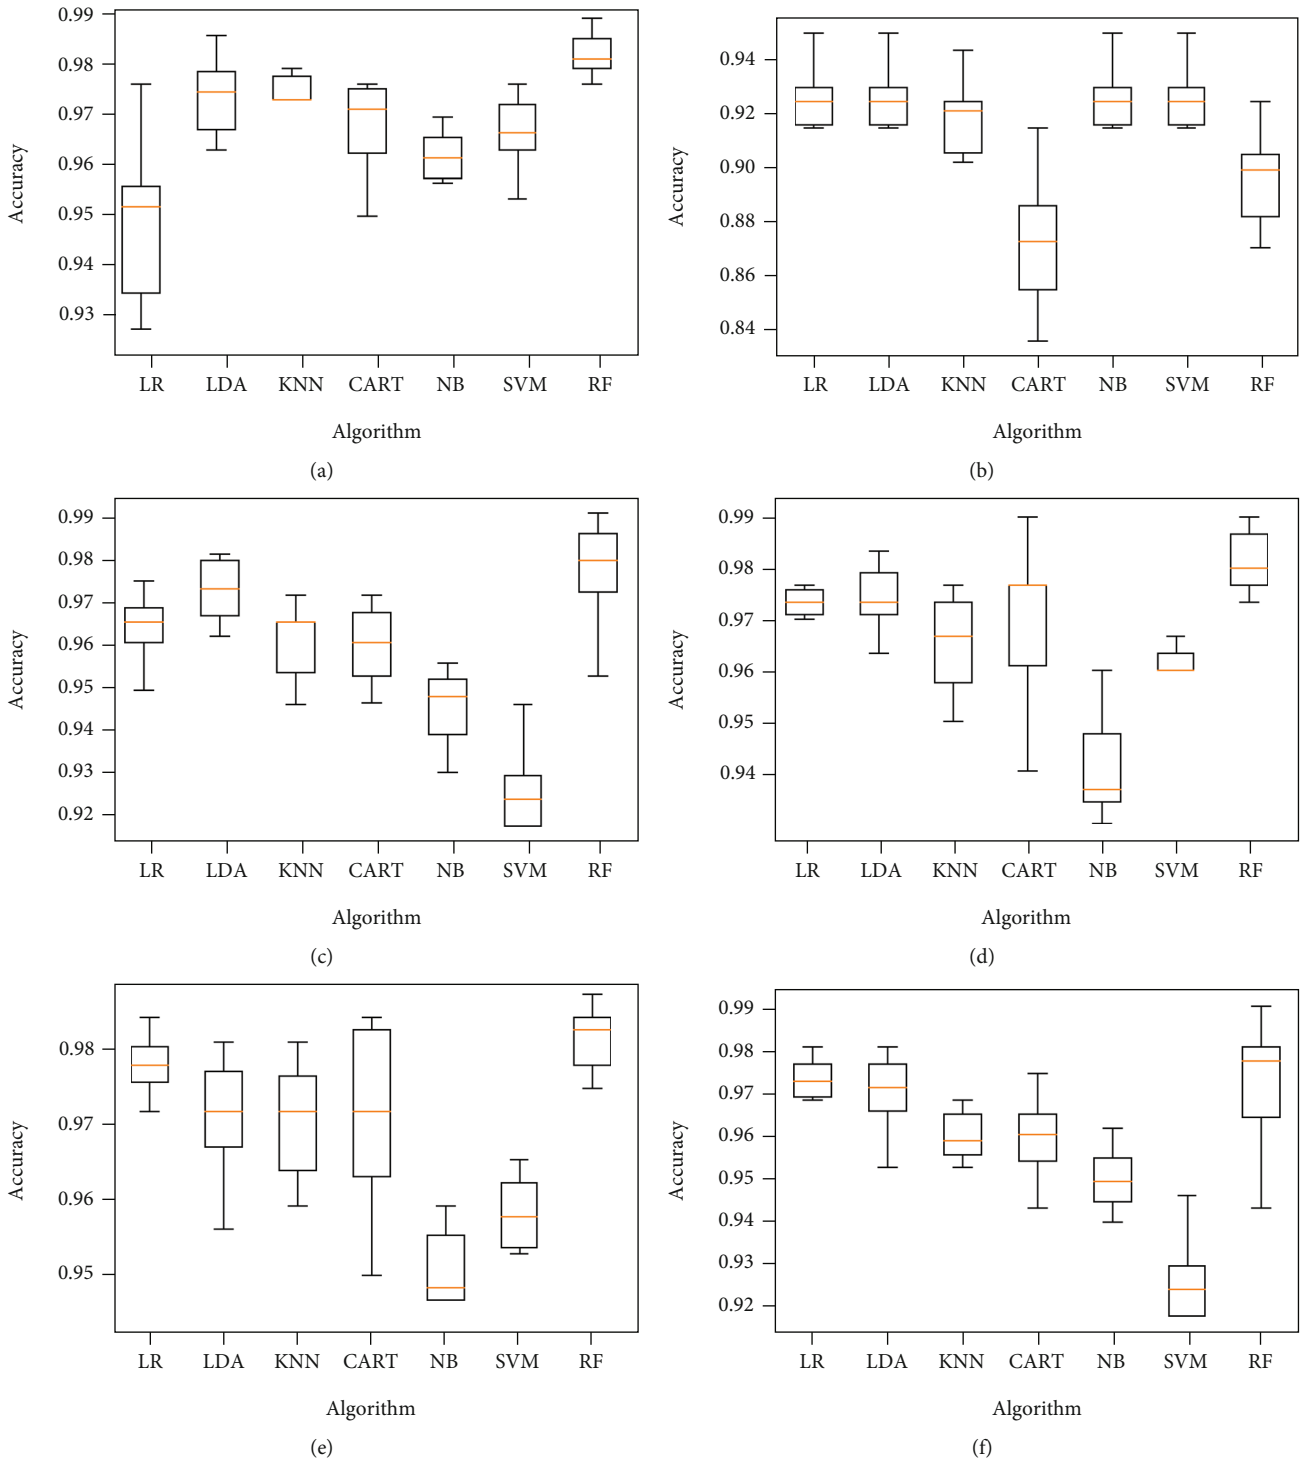 0.99
0.98
0.97
0.96
0.95
0.94
0.93
Accuracy
LR LDA KNN CART NB SVM RF
Algorithm
(a)
0.94
0.92
0.90
0.88
0.86
0.84
Accuracy
LR LDA KNN CART NB SVM RF
Algorithm
(b)
0.99
0.98
0.97
0.96
0.95
0.94
0.93
0.92
Accuracy
LR LDA KNN CART NB SVM RF
Algorithm
(c)
0.99
0.98
0.97
0.96
0.95
0.94
Accuracy
LR LDA KNN CART NB SVM RF
Algorithm
(d)
0.98
0.97
0.96
0.95
Accuracy
LR LDA KNN CART NB SVM RF
Algorithm
(e)
0.99
0.98
0.97
0.96
0.95
0.94
0.93
0.92
Accuracy
LR LDA KNN CART NB SVM RF
Algorithm
(f)